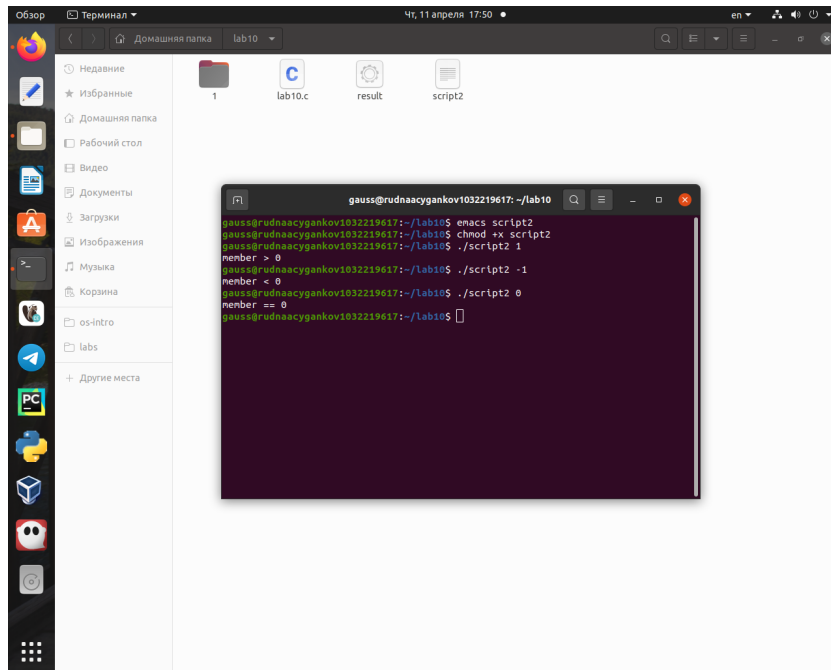 Обзор
Терминал
Чт, 11 апреля 17:50
en
Домашняя папка
lab10
Недавние
Избранные
Домашняя папка
Рабочий стол
Видео
Документы
Загрузки
Изображения
Музыка
Корзина
os-intro
labs
+ Другие места
1
C
lab10.c
result
script2
PC
gauss@rudnaacygankov1032219617: ~/lab10
gauss@rudnaacygankov1032219617:~/lab10$ emacs script2
gauss@rudnaacygankov1032219617:~/lab10$ chmod +x script2
gauss@rudnaacygankov1032219617:~/lab10$ ./script2 1
member > 0
gauss@rudnaacygankov1032219617:~/lab10$ ./script2 -1
member < 0
gauss@rudnaacygankov1032219617:~/lab10$ ./script2 0
member == 0
gauss@rudnaacygankov1032219617:~/lab10$